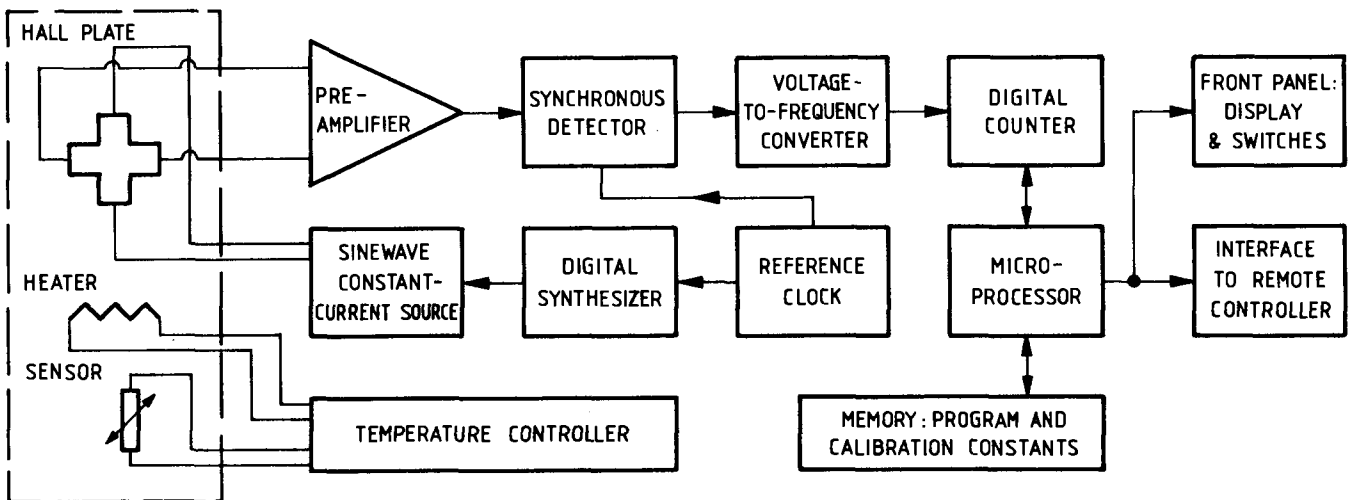 HALL PLATE
PRE-
AMPLIFIER
SYNCHRONOUS
DETECTOR
VOLTAGE-
TO-FREQUENCY
CONVERTER
DIGITAL
COUNTER
FRONT PANEL:
DISPLAY
& SWITCHES
SINEWAVE
CONSTANT-
CURRENT SOURCE
DIGITAL
SYNTHESIZER
REFERENCE
CLOCK
MICRO-
PROCESSOR
INTERFACE
TO REMOTE
CONTROLLER
HEATER
SENSOR
TEMPERATURE CONTROLLER
MEMORY: PROGRAM AND
CALIBRATION CONSTANTS